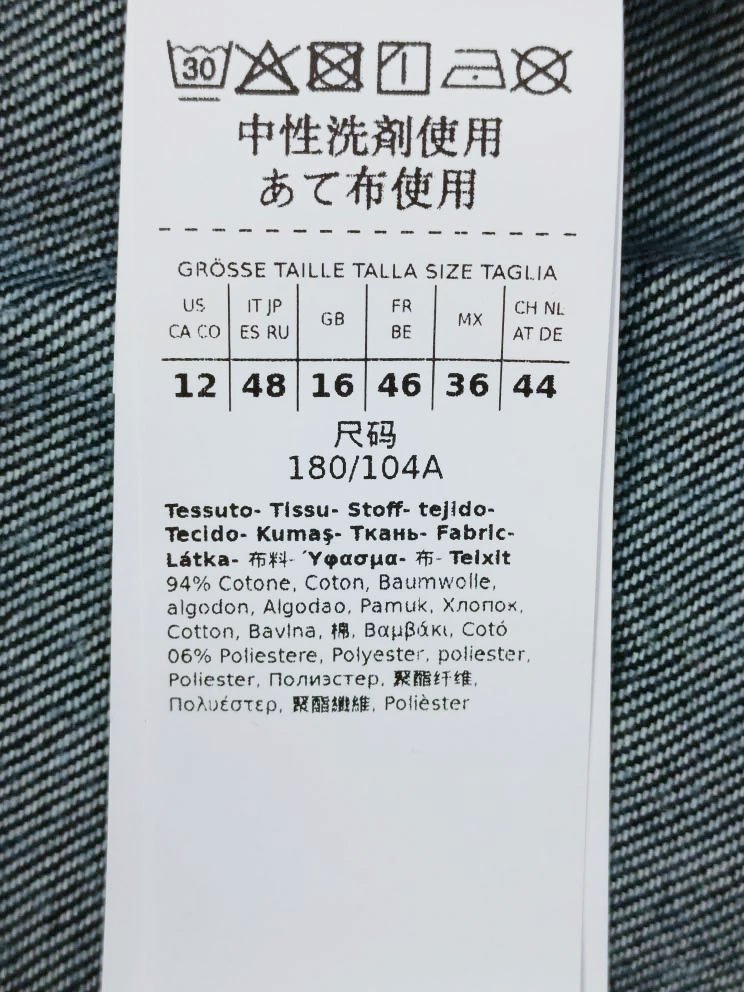 30
中性洗剤使用
あて布使用
GRÖSSE TAILLE TALLA SIZE TAGLIA
US CA CO | IT JP ES RU | GB | FR BE | MX | CH NL AT DE
12 | 48 | 16 | 46 | 36 | 44
尺码
180/104A
Tessuto- Tissu- Stoff- tejido-
Tecido- Kumaş- Ткань- Fabric-
Látka- 布料- Ύφασμα- 布- Teixit
94% Cotone, Coton, Baumwolle,
algodon, Algodao, Pamuk, Хлопок,
Cotton, Bavlna, 棉, Βαμβάκι, Cotó
06% Poliestere, Polyester, poliester,
Poliester, Полиэстер, 聚酯纤维,
Πολυέστερ, 聚酯纖維, Polièster